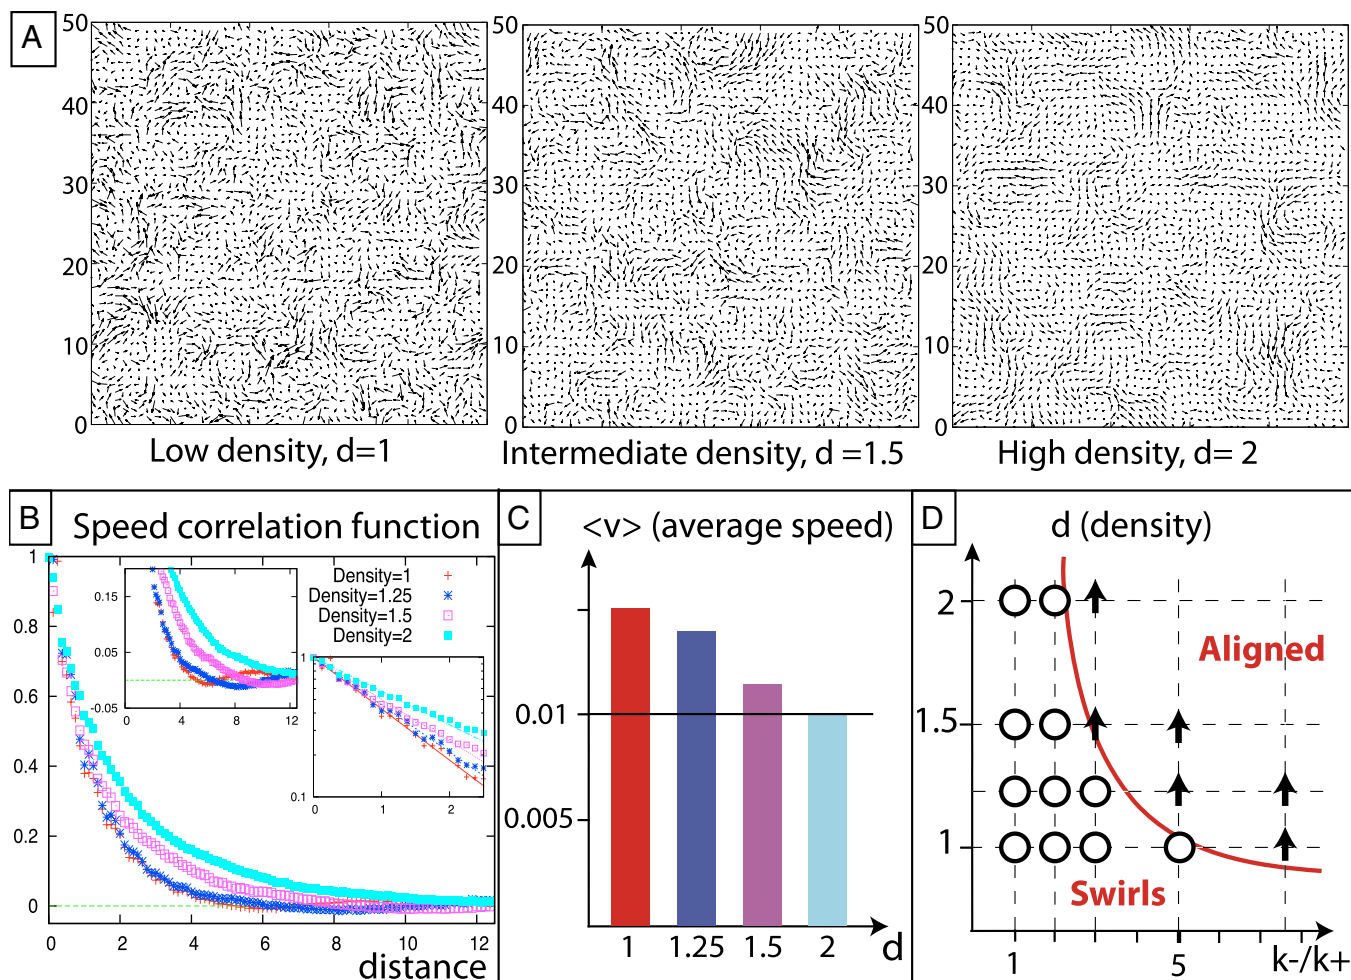 A
50
40
30
20
10
0
Low density, d=1
50
40
30
20
10
0
Intermediate density, d =1.5
50
40
30
20
10
0
High density, d= 2
B
Speed correlation function
1
0.8
0.6
0.4
0.2
0
0 2 4 6 8 10 12
distance
0.15
0.05
-0.05
4 8 12
Density=1
Density=1.25
Density=1.5
Density=2
1
0.1
0 1 2
C
<v> (average speed)
0.01
0.005
1 1.25 1.5 2 d
D
d (density)
2
1.5
1
Aligned
Swirls
1 5 k-/k+